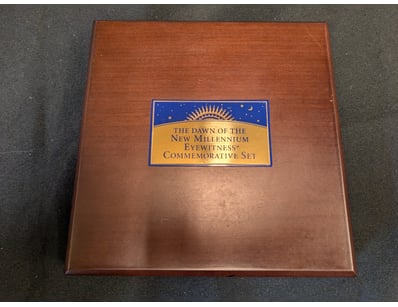 THE DAWN OF THE
NEW MILLENNIUM
EYEWITNESS®
COMMEMORATIVE SET